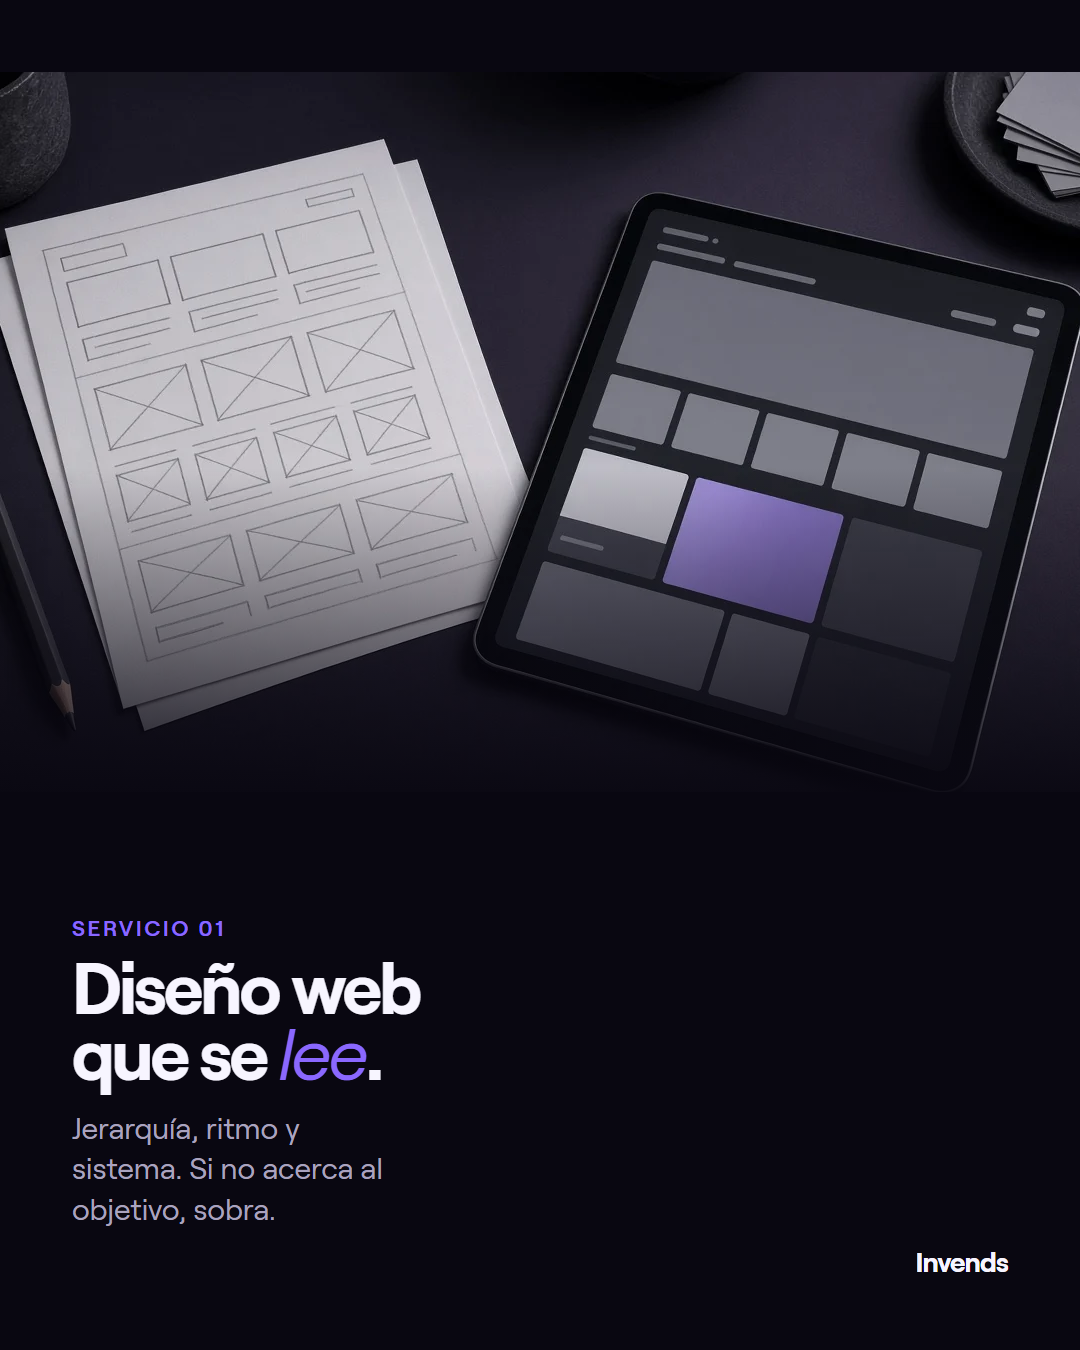 SERVICIO 01
Diseño web
que se lee.
Jerarquía, ritmo y
sistema. Si no acerca al
objetivo, sobra.
Invends